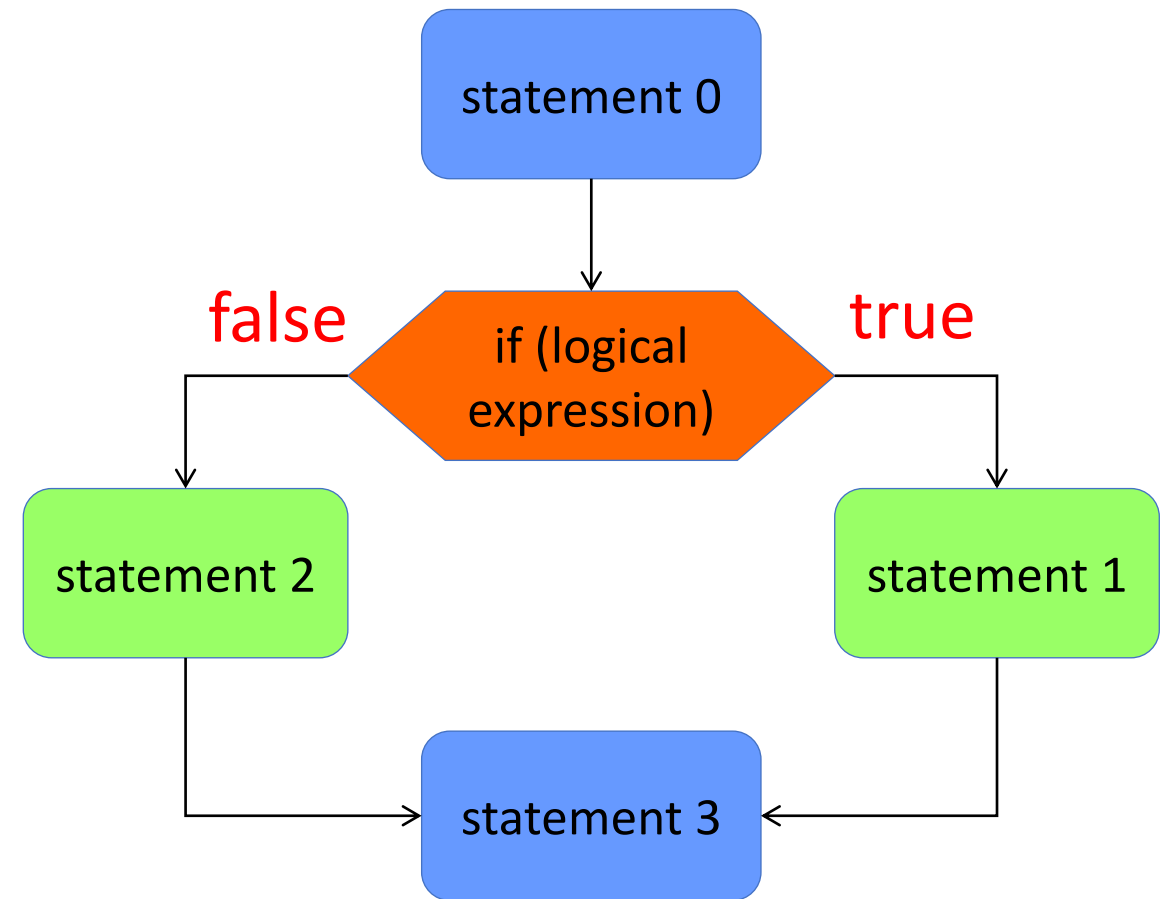 statement 0
false
true
if (logical
expression)
statement 2
statement 1
statement 3